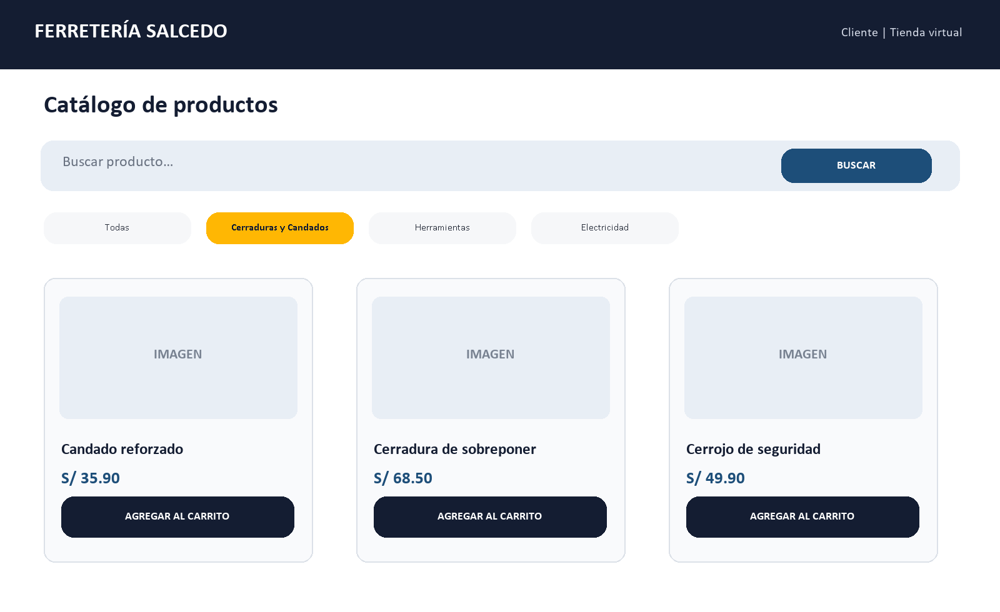 FERRETERÍA SALCEDO
Cliente | Tienda virtual
Catálogo de productos
Buscar producto...
BUSCAR
Todas
Cerraduras y Candados
Herramientas
Electricidad
IMAGEN
IMAGEN
IMAGEN
Candado reforzado
Cerradura de sobreponer
Cerrojo de seguridad
S/ 35.90
S/ 68.50
S/ 49.90
AGREGAR AL CARRITO
AGREGAR AL CARRITO
AGREGAR AL CARRITO